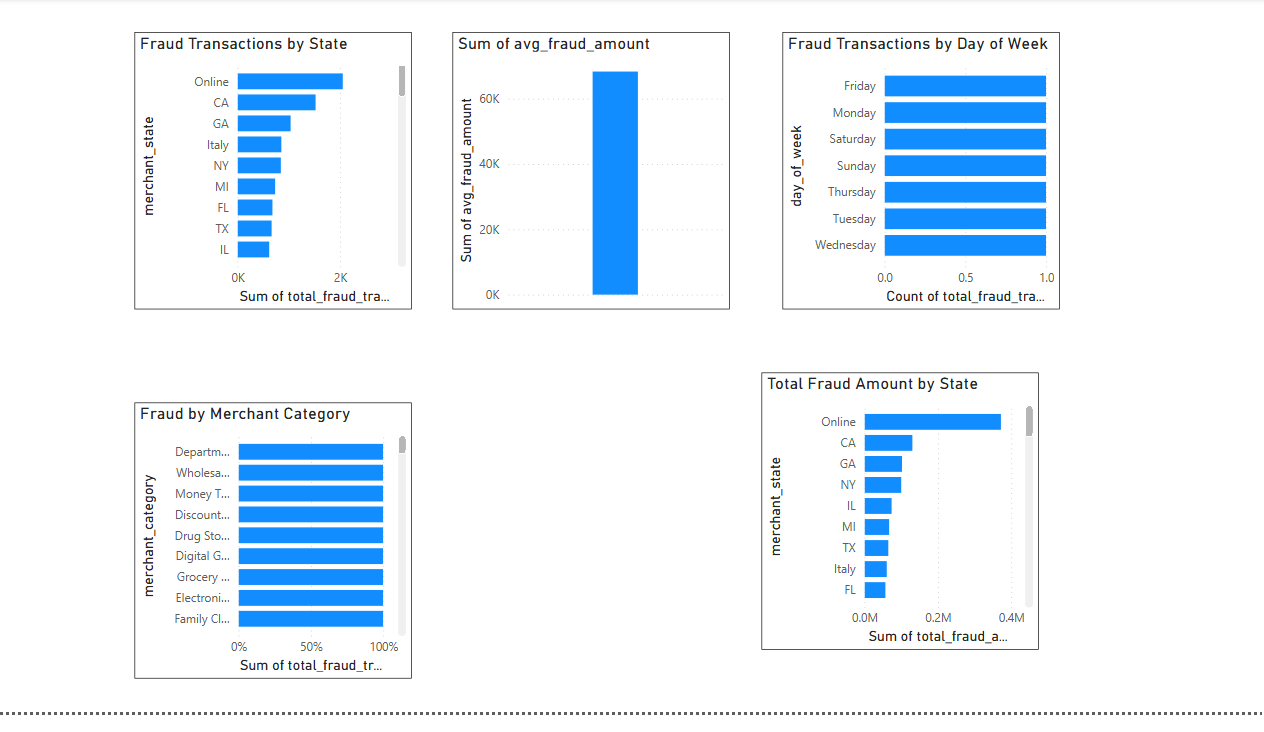 Fraud Transactions by State
merchant_state
Online
CA
GA
Italy
NY
MI
FL
TX
IL
0K
2K
Sum of total_fraud_tra...
Sum of avg_fraud_amount
Sum of avg_fraud_amount
60K
40K
20K
0K
Fraud Transactions by Day of Week
day_of_week
Friday
Monday
Saturday
Sunday
Thursday
Tuesday
Wednesday
0.0
0.5
1.0
Count of total_fraud_tra...
Fraud by Merchant Category
merchant_category
Departm...
Wholesa...
Money T...
Discount...
Drug Sto...
Digital G...
Grocery ...
Electroni...
Family Cl...
0%
50%
100%
Sum of total_fraud_tr...
Total Fraud Amount by State
merchant_state
Online
CA
GA
NY
IL
MI
TX
Italy
FL
0.0M
0.2M
0.4M
Sum of total_fraud_a...